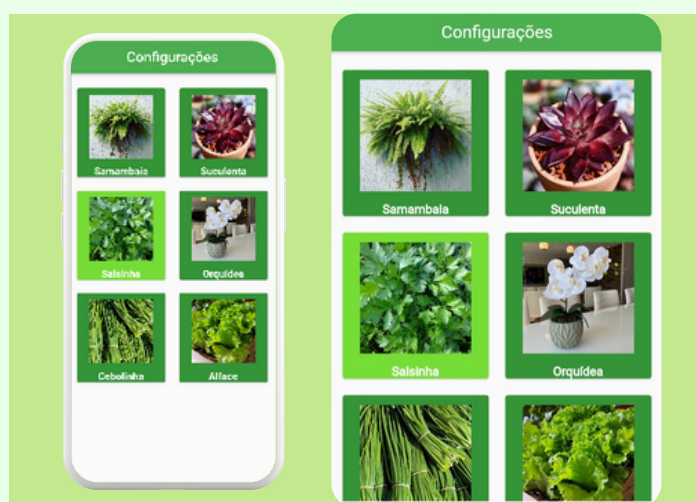 Configurações
Samambaia
Suculenta
Salsinha
Orquídea
Cebolinha
Alface
Configurações
Samambaia
Suculenta
Salsinha
Orquídea